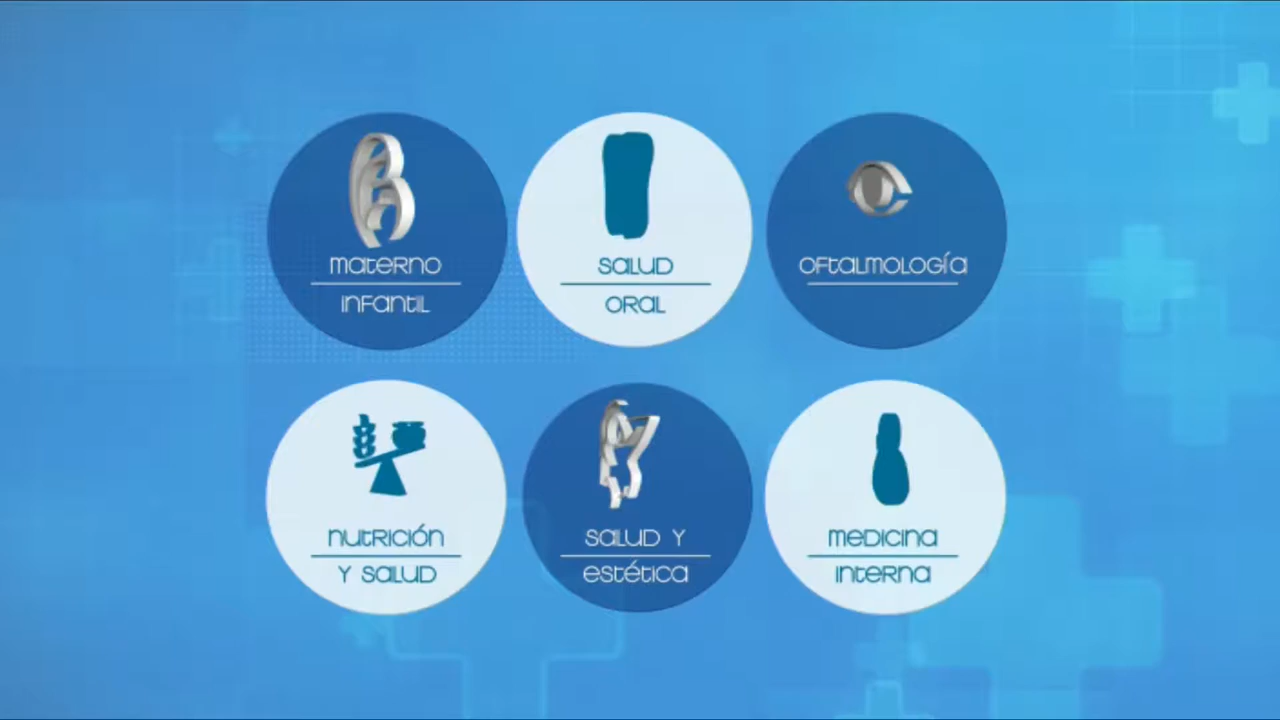 materno
infantil
salud
oral
oftalmología
nutrición
y salud
salud y
estética
medicina
interna